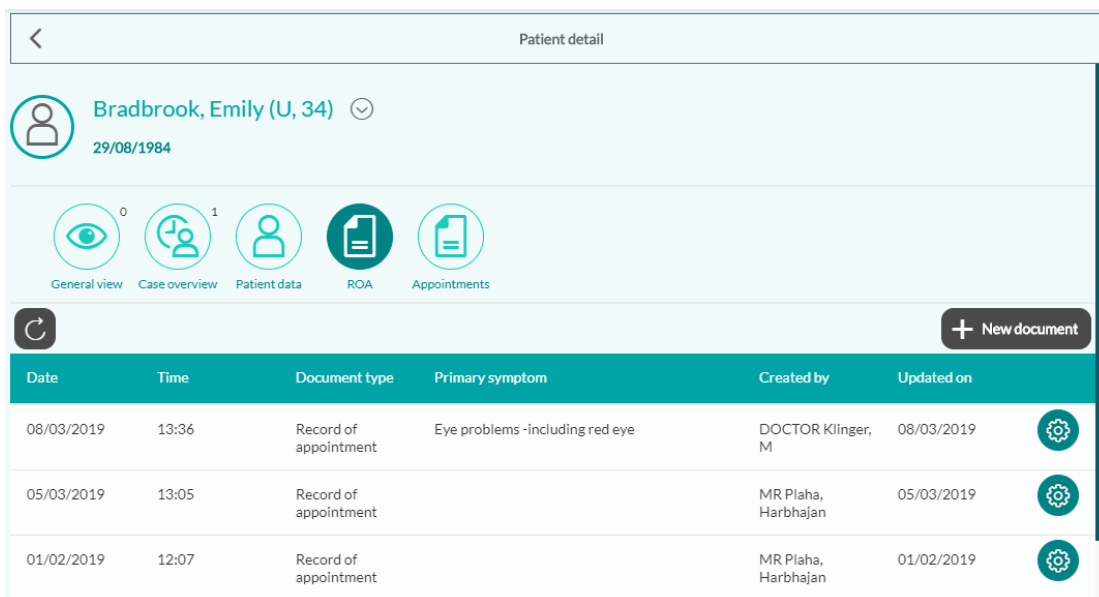 Patient detail
Bradbrook, Emily (U, 34)
29/08/1984
0
1
General view Case overview Patient data ROA Appointments
New document
Date Time Document type Primary symptom Created by Updated on
08/03/2019 13:36 Record of appointment Eye problems -including red eye DOCTOR Klinger, M 08/03/2019
05/03/2019 13:05 Record of appointment MR Plaha, Harbhajan 05/03/2019
01/02/2019 12:07 Record of appointment MR Plaha, Harbhajan 01/02/2019